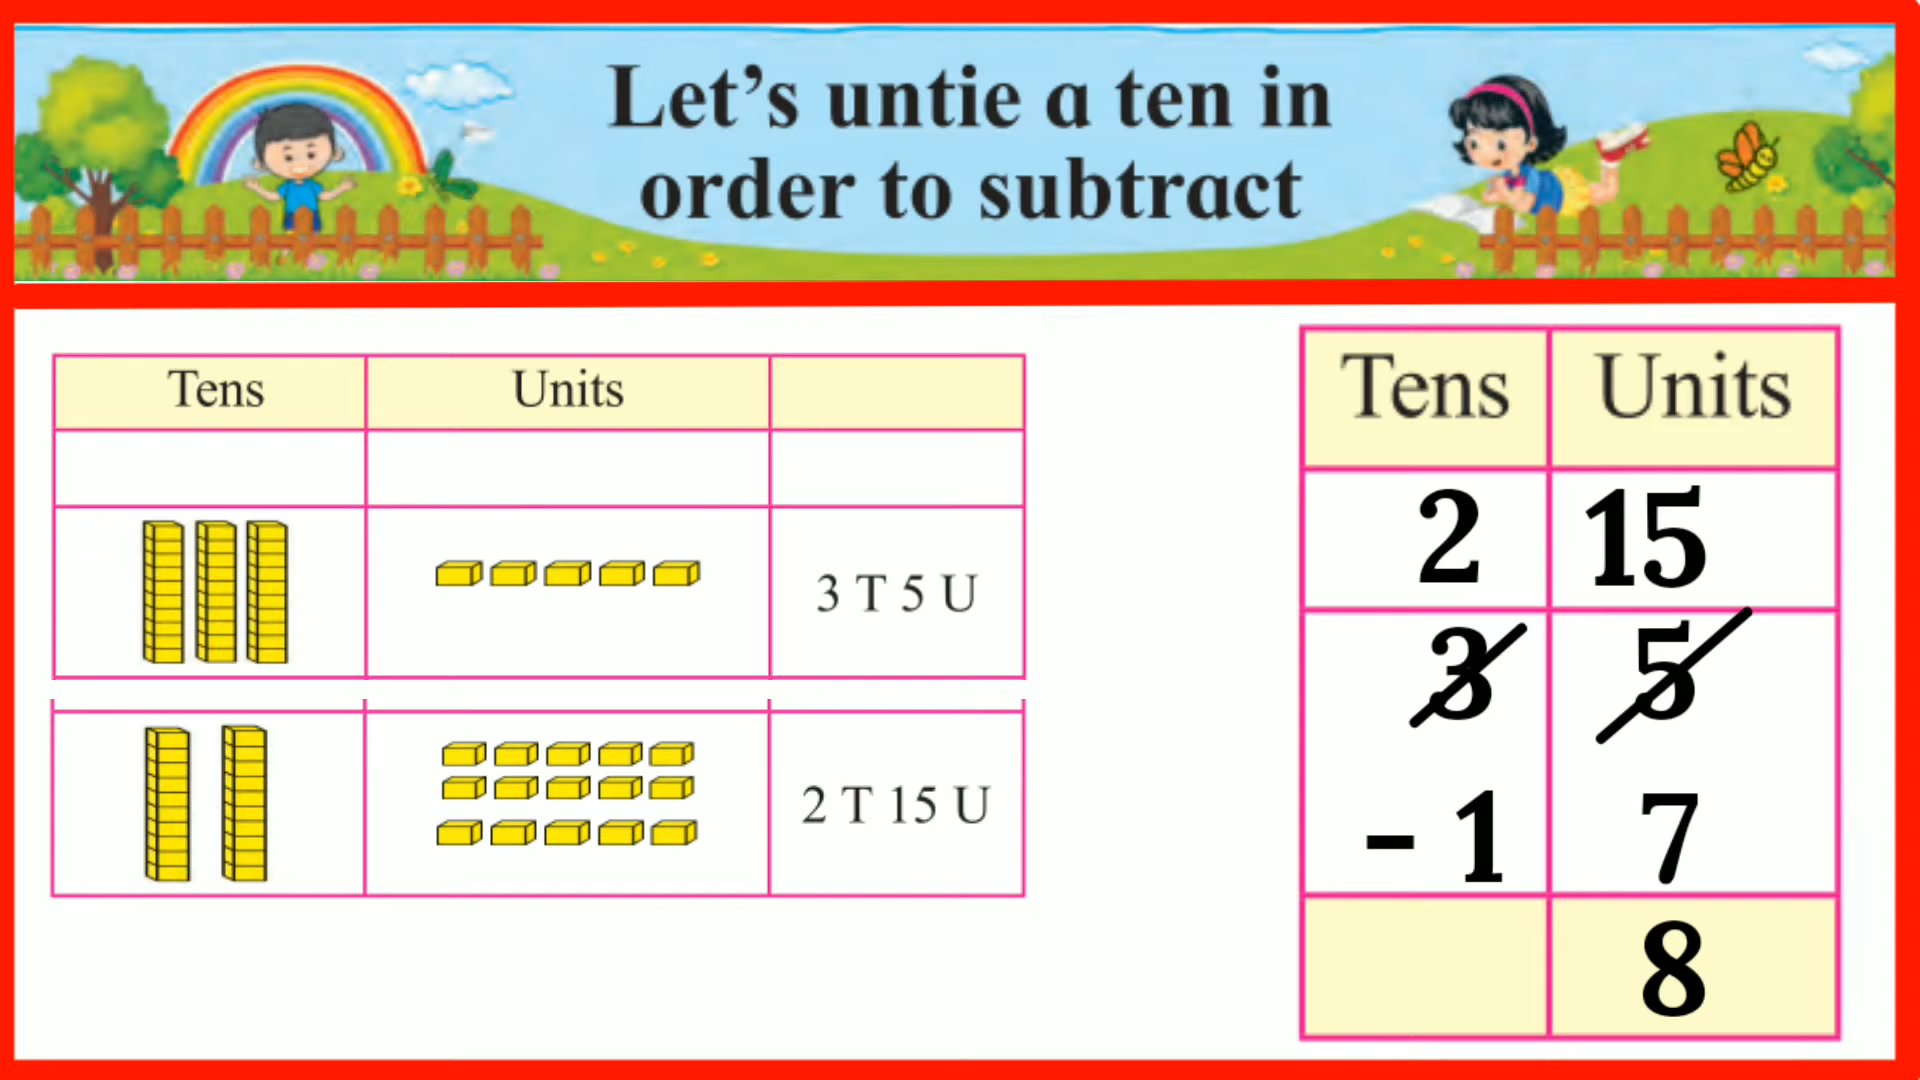 Let's untie a ten in
order to subtract
Tens Units
3 T 5 U
2 T 15 U
Tens Units
2 15
3 5
- 1 7
8